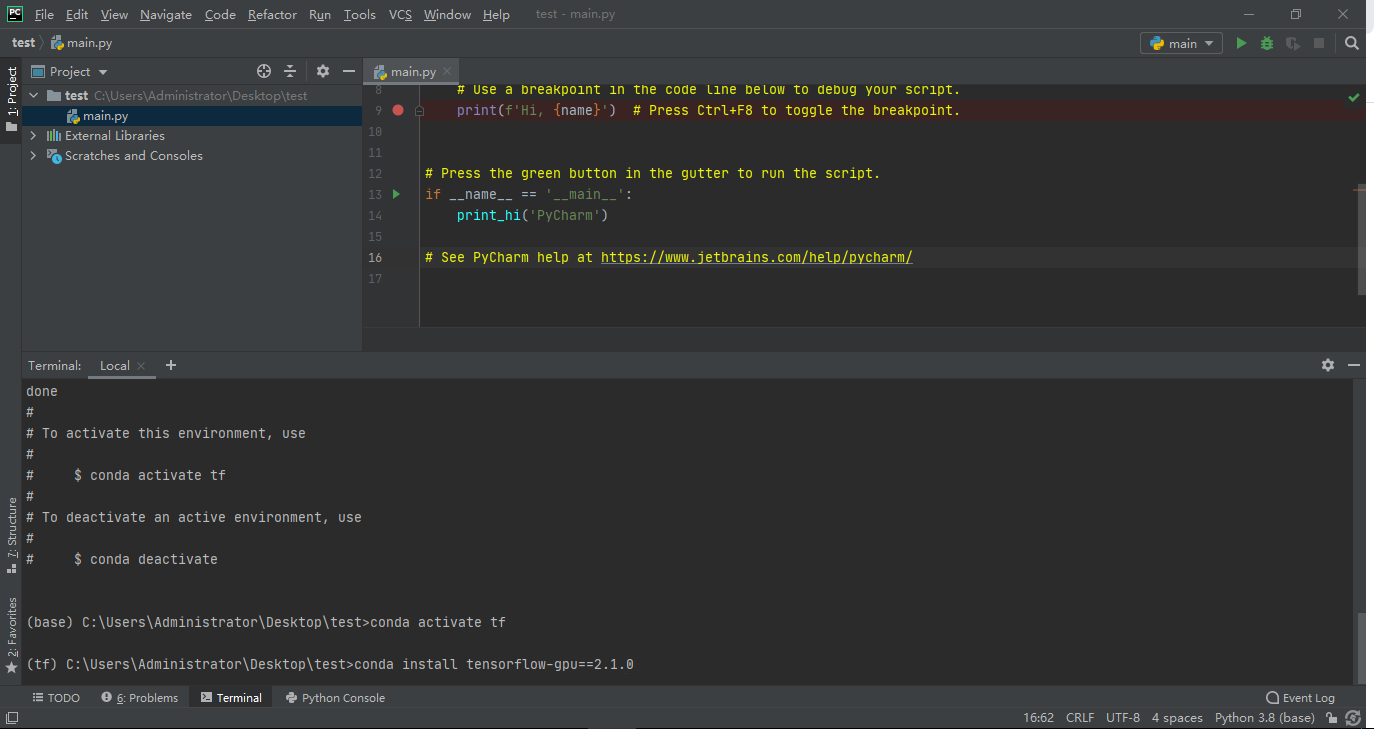 PC File Edit View Navigate Code Refactor Run Tools VCS Window Help test - main.py
test main.py main
1: Project
Project
main.py
test C:\Users\Administrator\Desktop\test
main.py
External Libraries
Scratches and Consoles
8 # Use a breakpoint in the code line below to debug your script.
9 print(f'Hi, {name}') # Press Ctrl+F8 to toggle the breakpoint.
10
11
12 # Press the green button in the gutter to run the script.
13 if __name__ == '__main__':
14 print_hi('PyCharm')
15
16 # See PyCharm help at https://www.jetbrains.com/help/pycharm/
17
Terminal: Local +
done
#
# To activate this environment, use
#
# $ conda activate tf
#
# To deactivate an active environment, use
#
# $ conda deactivate
(base) C:\Users\Administrator\Desktop\test>conda activate tf
(tf) C:\Users\Administrator\Desktop\test>conda install tensorflow-gpu==2.1.0
7: Structure
2: Favorites
TODO 6: Problems Terminal Python Console Event Log
16:62 CRLF UTF-8 4 spaces Python 3.8 (base)